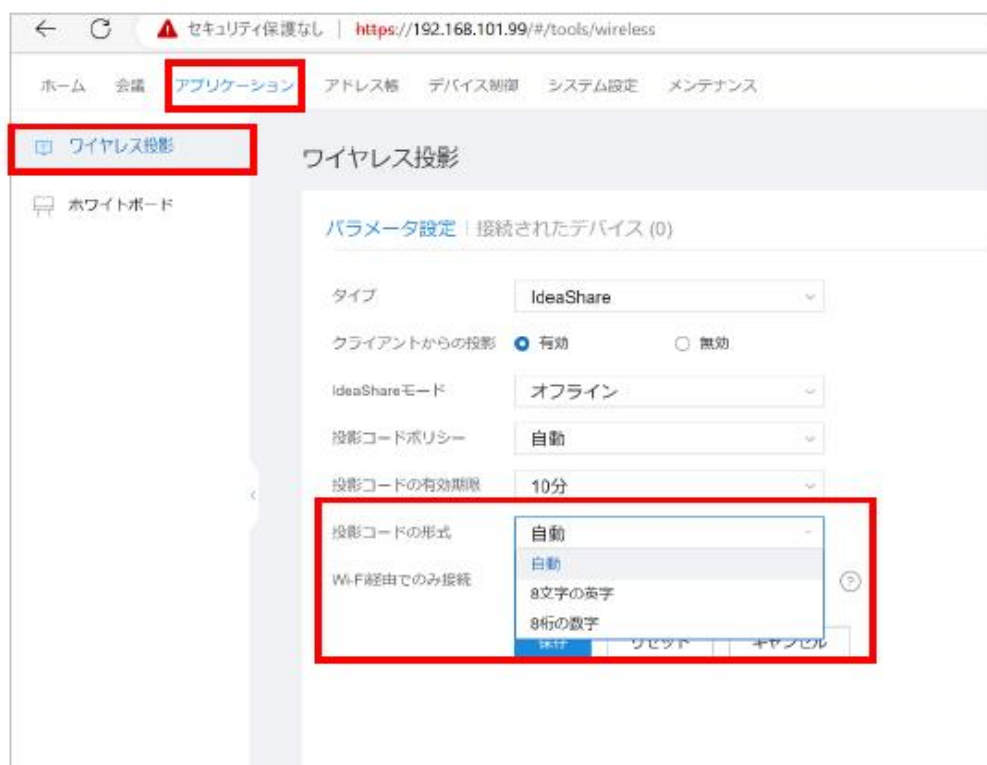 セキュリティ保護なし | https://192.168.101.99/#/tools/wireless
ホーム 会議 アプリケーション アドレス帳 デバイス制御 システム設定 メンテナンス
ワイヤレス投影
ホワイトボード
ワイヤレス投影
パラメータ設定 | 接続されたデバイス (0)
タイプ IdeaShare
クライアントからの投影 有効 無効
IdeaShareモード オフライン
投影コードポリシー 自動
投影コードの有効期限 10分
投影コードの形式 自動
自動
Wi-Fi経由でのみ接続 ?
8文字の英字
8桁の数字
保存 リセット キャンセル